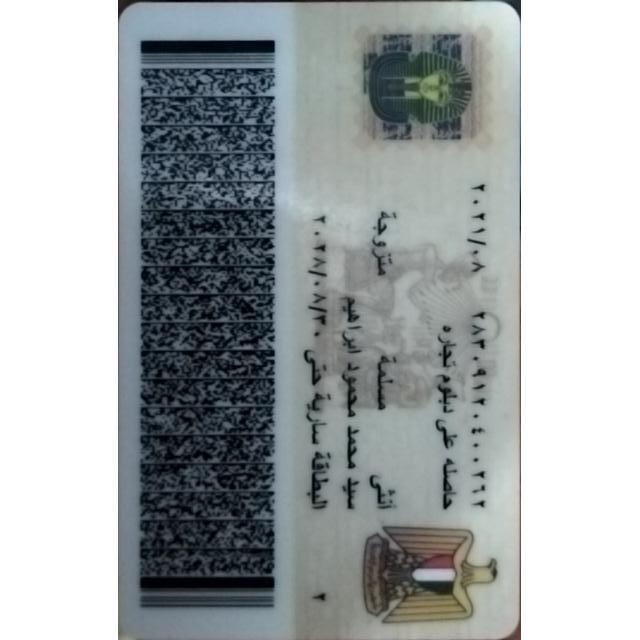 ٢٨٣٠٩١٢٠٤٠٠٢٦٢ ٢٠٢١/٠٨
حاصله على دبلوم تجاره
أنثى مسلمة متزوجة
سيد محمد محمود ابراهيم
البطاقة سارية حتى ٢٠٢٨/٠٨/٣٠
٢